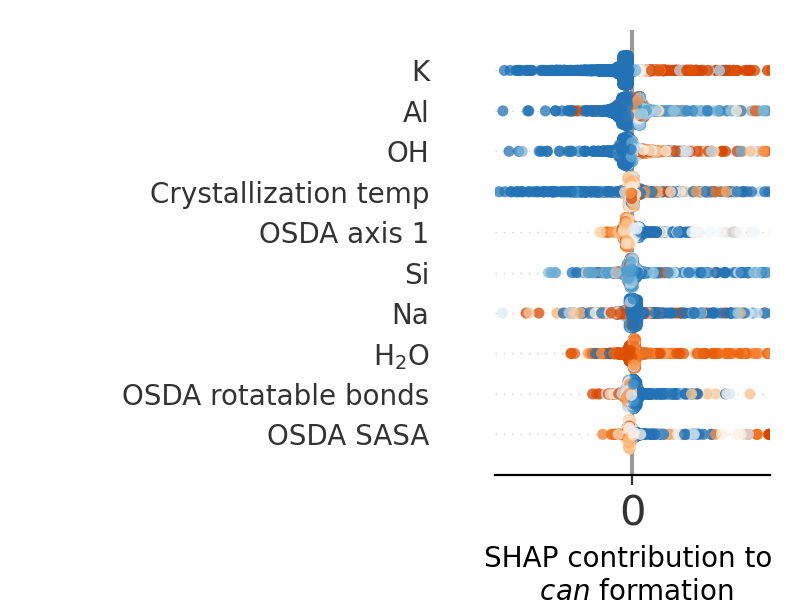 K
Al
OH
Crystallization temp
OSDA axis 1
Si
Na
H₂O
OSDA rotatable bonds
OSDA SASA
0
SHAP contribution to
can formation